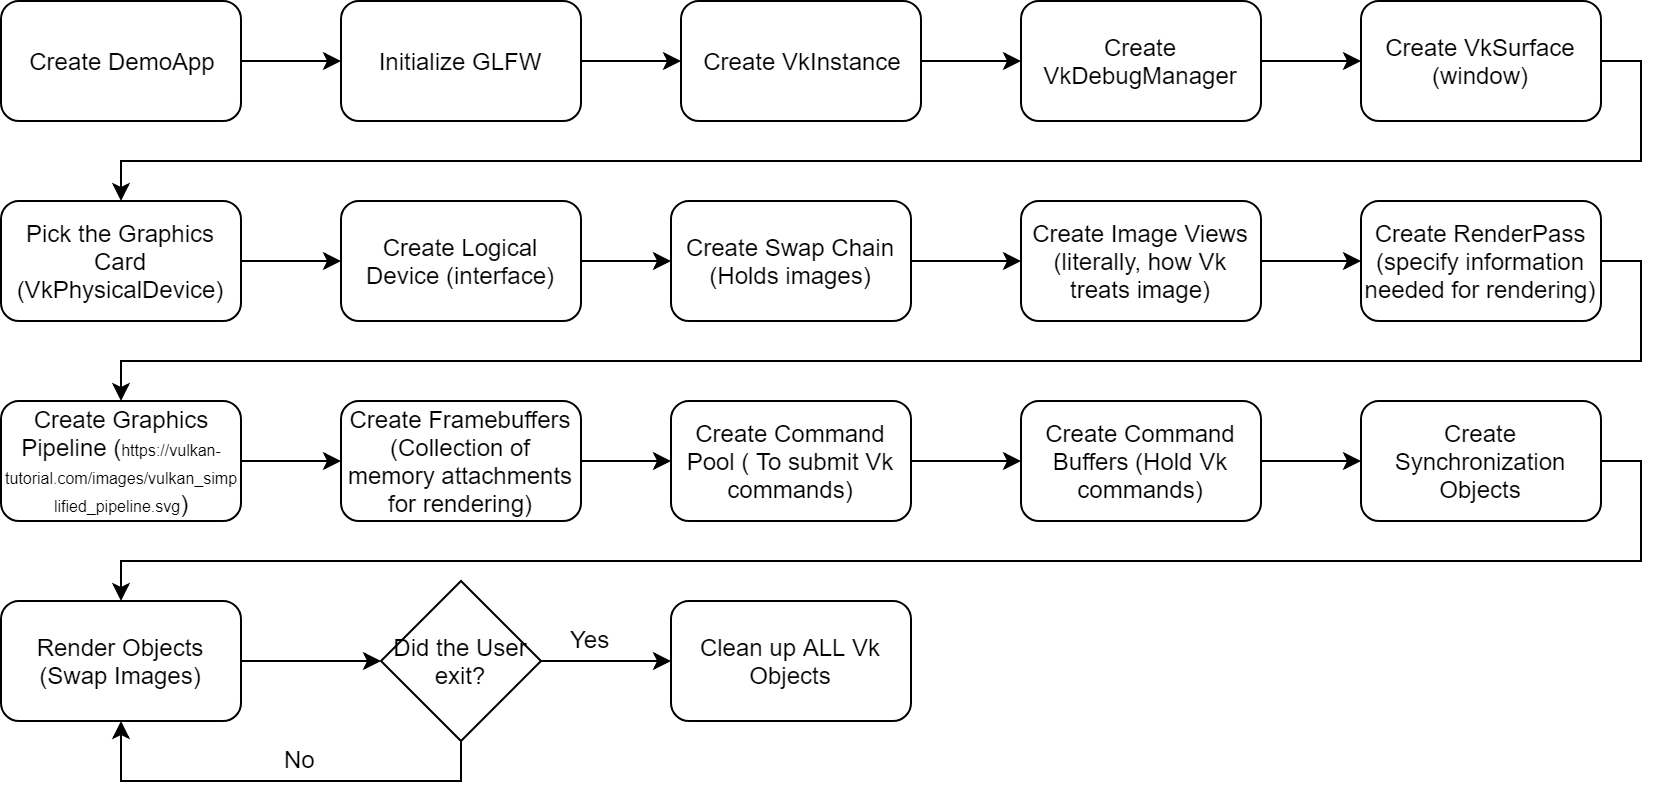 Create DemoApp
Initialize GLFW
Create VkInstance
Create
VkDebugManager
Create VkSurface
(window)
Pick the Graphics
Card
(VkPhysicalDevice)
Create Logical
Device (interface)
Create Swap Chain
(Holds images)
Create Image Views
(literally, how Vk
treats image)
Create RenderPass
(specify information
needed for rendering)
Create Graphics
Pipeline (https://vulkan-
tutorial.com/images/vulkan_simp
lified_pipeline.svg)
Create Framebuffers
(Collection of
memory attachments
for rendering)
Create Command
Pool ( To submit Vk
commands)
Create Command
Buffers (Hold Vk
commands)
Create
Synchronization
Objects
Render Objects
(Swap Images)
Did the User
exit?
Yes
Clean up ALL Vk
Objects
No